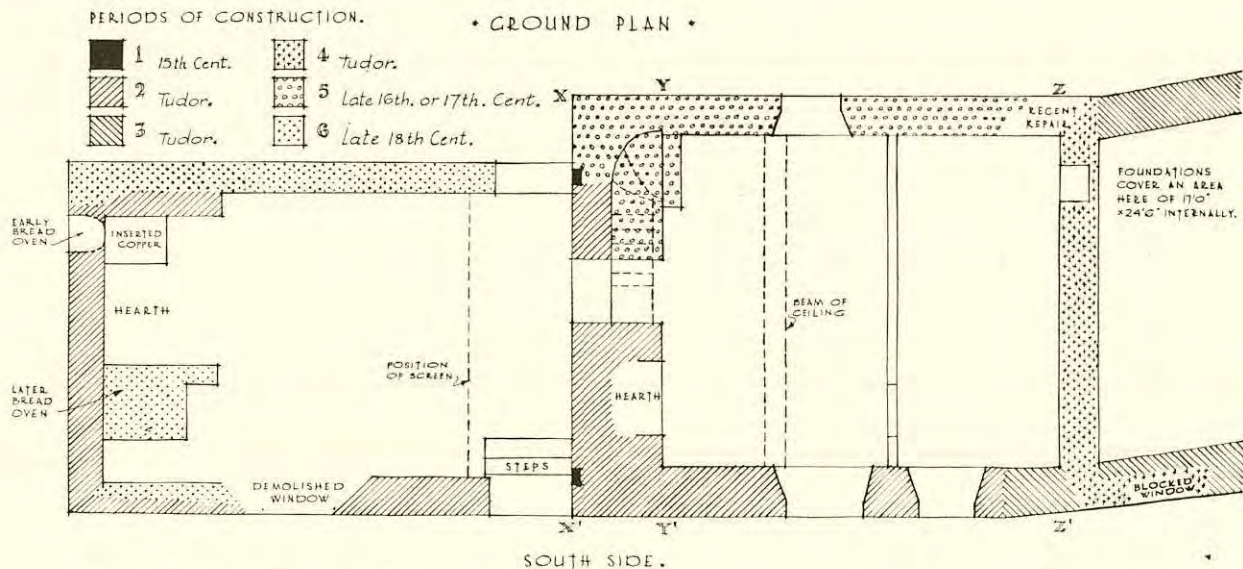 PERIODS OF CONSTRUCTION.
• GROUND PLAN •
1 15th Cent.
2 Tudor.
3 Tudor.
4 Tudor.
5 Late 16th. or 17th. Cent.
6 Late 18th Cent.
X
Y
Z
RECENT
REPAIR
FOUNDATIONS
COVER AN AREA
HERE OF 17'0"
× 24'6" INTERNALLY.
EARLY
BREAD
OVEN
INSERTED
COPPER
HEARTH
BEAM OF
CEILING
POSITION
OF SCREEN
HEARTH
LATER
BREAD
OVEN
STEPS
DEMOLISHED
WINDOW
BLOCKED
WINDOW
X'
Y'
Z'
SOUTH SIDE.